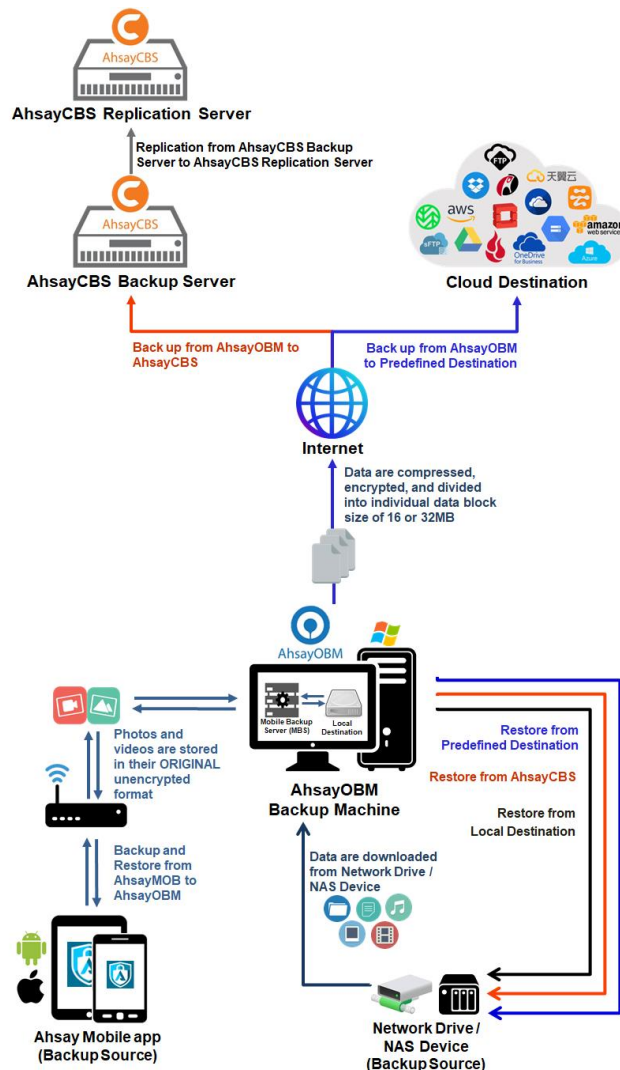 AhsayCBS
AhsayCBS Replication Server
Replication from AhsayCBS Backup
Server to AhsayCBS Replication Server
AhsayCBS
AhsayCBS Backup Server
FTP
天翼云
aws
amazon
web services
sFTP
OneDrive
for Business
Azure
Cloud Destination
Back up from AhsayOBM to
AhsayCBS
Back up from AhsayOBM
to Predefined Destination
Internet
Data are compressed,
encrypted, and divided
into individual data block
size of 16 or 32MB
AhsayOBM
Mobile Backup
Server (MBS)
Local
Destination
AhsayOBM
Backup Machine
Photos and
videos are stored
in their ORIGINAL
unencrypted
format
Restore from
Predefined Destination
Restore from AhsayCBS
Restore from
Local Destination
Backup and
Restore from
AhsayMOB to
AhsayOBM
Data are downloaded
from Network Drive /
NAS Device
Ahsay Mobile app
(Backup Source)
Network Drive /
NAS Device
(Backup Source)